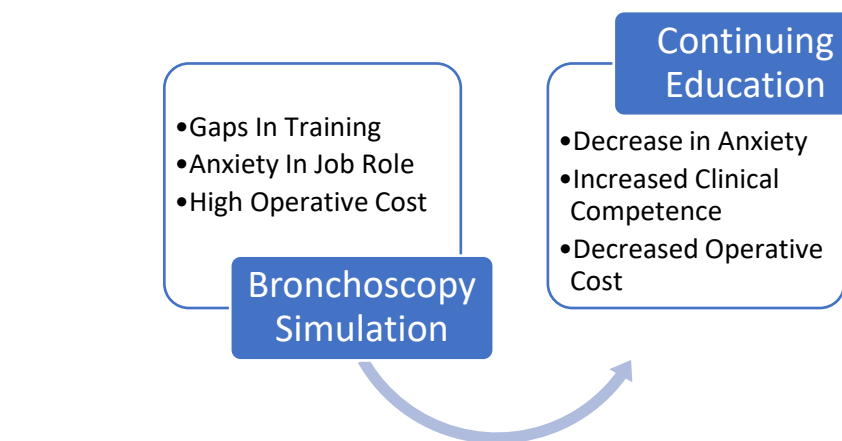 •Gaps In Training
•Anxiety In Job Role
•High Operative Cost
Bronchoscopy
Simulation
Continuing
Education
•Decrease in Anxiety
•Increased Clinical
Competence
•Decreased Operative
Cost